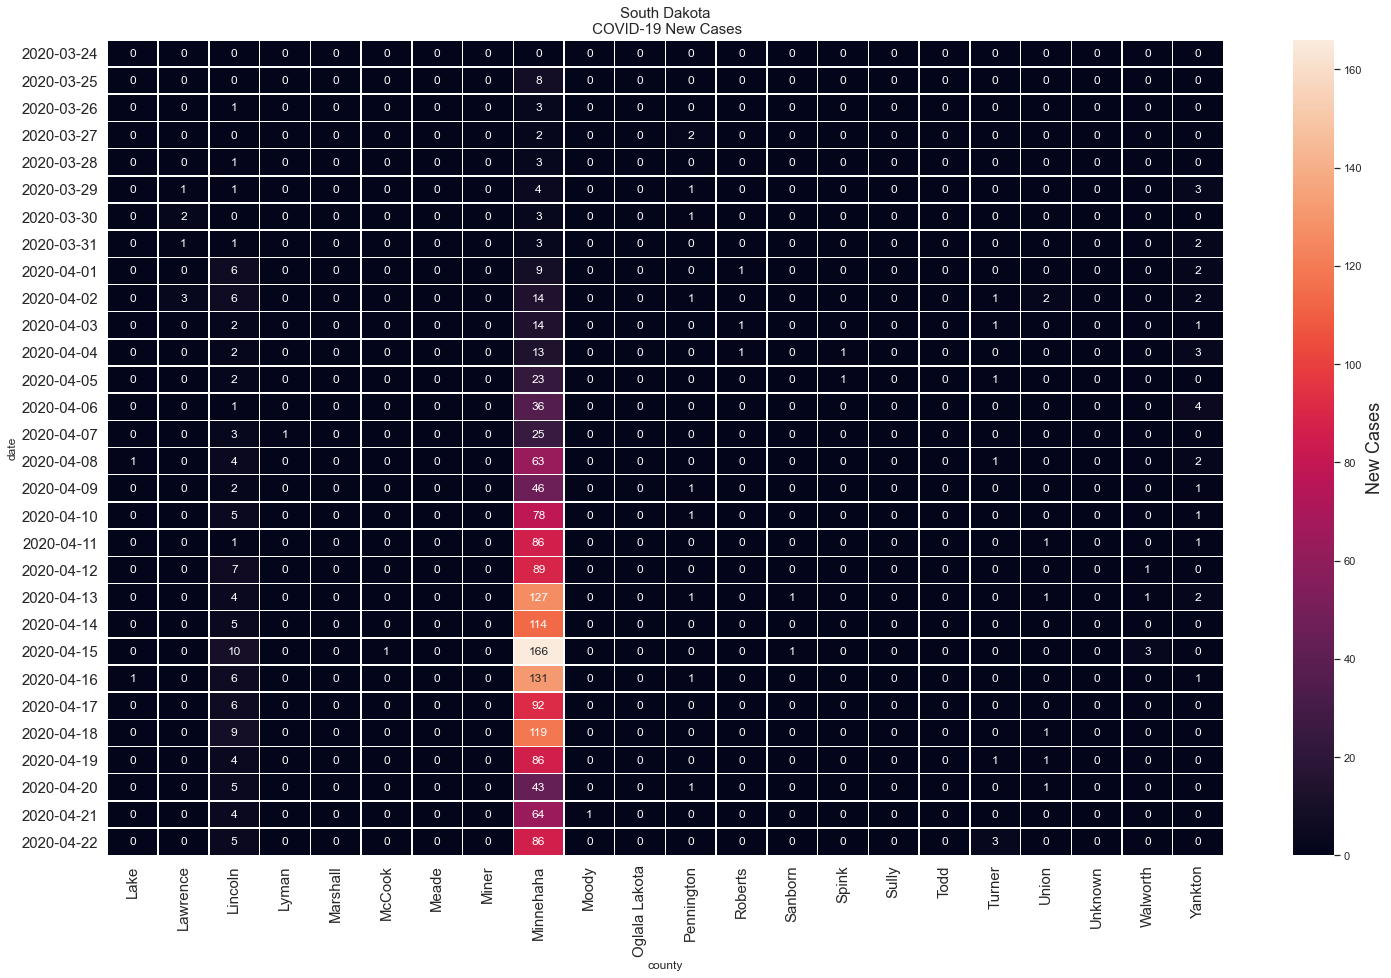 South Dakota
COVID-19 New Cases
2020-03-24 0 0 0 0 0 0 0 0 0 0 0 0 0 0 0 0 0 0 0 0 0 0
2020-03-25 0 0 0 0 0 0 0 0 8 0 0 0 0 0 0 0 0 0 0 0 0 0
2020-03-26 0 0 1 0 0 0 0 0 3 0 0 0 0 0 0 0 0 0 0 0 0 0
2020-03-27 0 0 0 0 0 0 0 0 2 0 0 2 0 0 0 0 0 0 0 0 0 0
2020-03-28 0 0 1 0 0 0 0 0 3 0 0 0 0 0 0 0 0 0 0 0 0 0
2020-03-29 0 1 1 0 0 0 0 0 4 0 0 1 0 0 0 0 0 0 0 0 0 3
2020-03-30 0 2 0 0 0 0 0 0 3 0 0 1 0 0 0 0 0 0 0 0 0 0
2020-03-31 0 1 1 0 0 0 0 0 3 0 0 0 0 0 0 0 0 0 0 0 0 2
2020-04-01 0 0 6 0 0 0 0 0 9 0 0 0 1 0 0 0 0 0 0 0 0 2
2020-04-02 0 3 6 0 0 0 0 0 14 0 0 1 0 0 0 0 0 1 2 0 0 2
2020-04-03 0 0 2 0 0 0 0 0 14 0 0 0 1 0 0 0 0 1 0 0 0 1
2020-04-04 0 0 2 0 0 0 0 0 13 0 0 0 1 0 1 0 0 0 0 0 0 3
2020-04-05 0 0 2 0 0 0 0 0 23 0 0 0 0 0 1 0 0 1 0 0 0 0
2020-04-06 0 0 1 0 0 0 0 0 36 0 0 0 0 0 0 0 0 0 0 0 0 4
2020-04-07 0 0 3 1 0 0 0 0 25 0 0 0 0 0 0 0 0 0 0 0 0 0
2020-04-08 1 0 4 0 0 0 0 0 63 0 0 0 0 0 0 0 0 1 0 0 0 2
2020-04-09 0 0 2 0 0 0 0 0 46 0 0 1 0 0 0 0 0 0 0 0 0 1
2020-04-10 0 0 5 0 0 0 0 0 78 0 0 1 0 0 0 0 0 0 0 0 0 1
2020-04-11 0 0 1 0 0 0 0 0 86 0 0 0 0 0 0 0 0 0 1 0 0 1
2020-04-12 0 0 7 0 0 0 0 0 89 0 0 0 0 0 0 0 0 0 0 0 1 0
2020-04-13 0 0 4 0 0 0 0 0 127 0 0 1 0 1 0 0 0 0 1 0 1 2
2020-04-14 0 0 5 0 0 0 0 0 114 0 0 0 0 0 0 0 0 0 0 0 0 0
2020-04-15 0 0 10 0 0 1 0 0 166 0 0 0 0 1 0 0 0 0 0 0 3 0
2020-04-16 1 0 6 0 0 0 0 0 131 0 0 1 0 0 0 0 0 0 0 0 0 1
2020-04-17 0 0 6 0 0 0 0 0 92 0 0 0 0 0 0 0 0 0 0 0 0 0
2020-04-18 0 0 9 0 0 0 0 0 119 0 0 0 0 0 0 0 0 0 1 0 0 0
2020-04-19 0 0 4 0 0 0 0 0 86 0 0 0 0 0 0 0 0 1 1 0 0 0
2020-04-20 0 0 5 0 0 0 0 0 43 0 0 1 0 0 0 0 0 0 1 0 0 0
2020-04-21 0 0 4 0 0 0 0 0 64 1 0 0 0 0 0 0 0 0 0 0 0 0
2020-04-22 0 0 5 0 0 0 0 0 86 0 0 0 0 0 0 0 0 3 0 0 0 0
date
Lake
Lawrence
Lincoln
Lyman
Marshall
McCook
Meade
Miner
Minnehaha
Moody
Oglala Lakota
Pennington
Roberts
Sanborn
Spink
Sully
Todd
Turner
Union
Unknown
Walworth
Yankton
county
160
140
120
100
80
60
40
20
0
New Cases